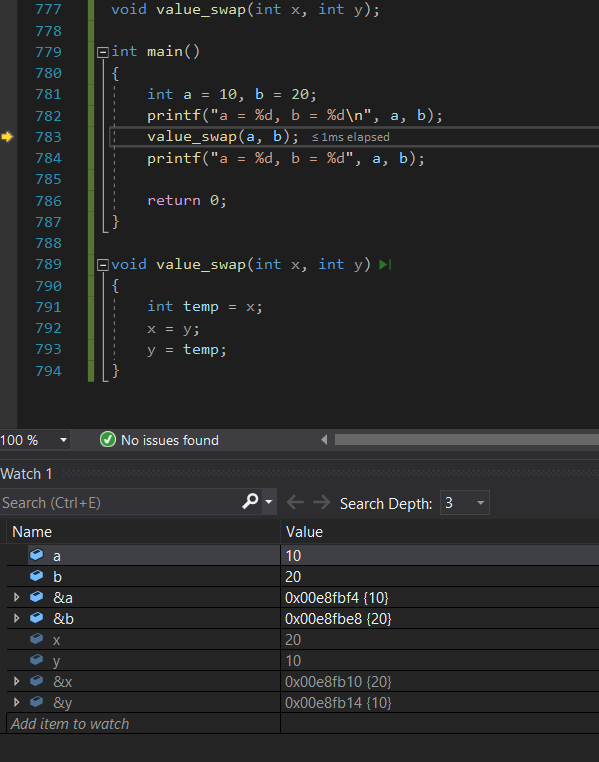 777 void value_swap(int x, int y);
778
779 int main()
780 {
781 int a = 10, b = 20;
782 printf("a = %d, b = %d\n", a, b);
783 value_swap(a, b); ≤1ms elapsed
784 printf("a = %d, b = %d", a, b);
785
786 return 0;
787 }
788
789 void value_swap(int x, int y)
790 {
791 int temp = x;
792 x = y;
793 y = temp;
794 }
100 % No issues found
Watch 1
Search (Ctrl+E) Search Depth: 3
Name Value
a 10
b 20
&a 0x00e8fbf4 {10}
&b 0x00e8fbe8 {20}
x 20
y 10
&x 0x00e8fb10 {20}
&y 0x00e8fb14 {10}
Add item to watch